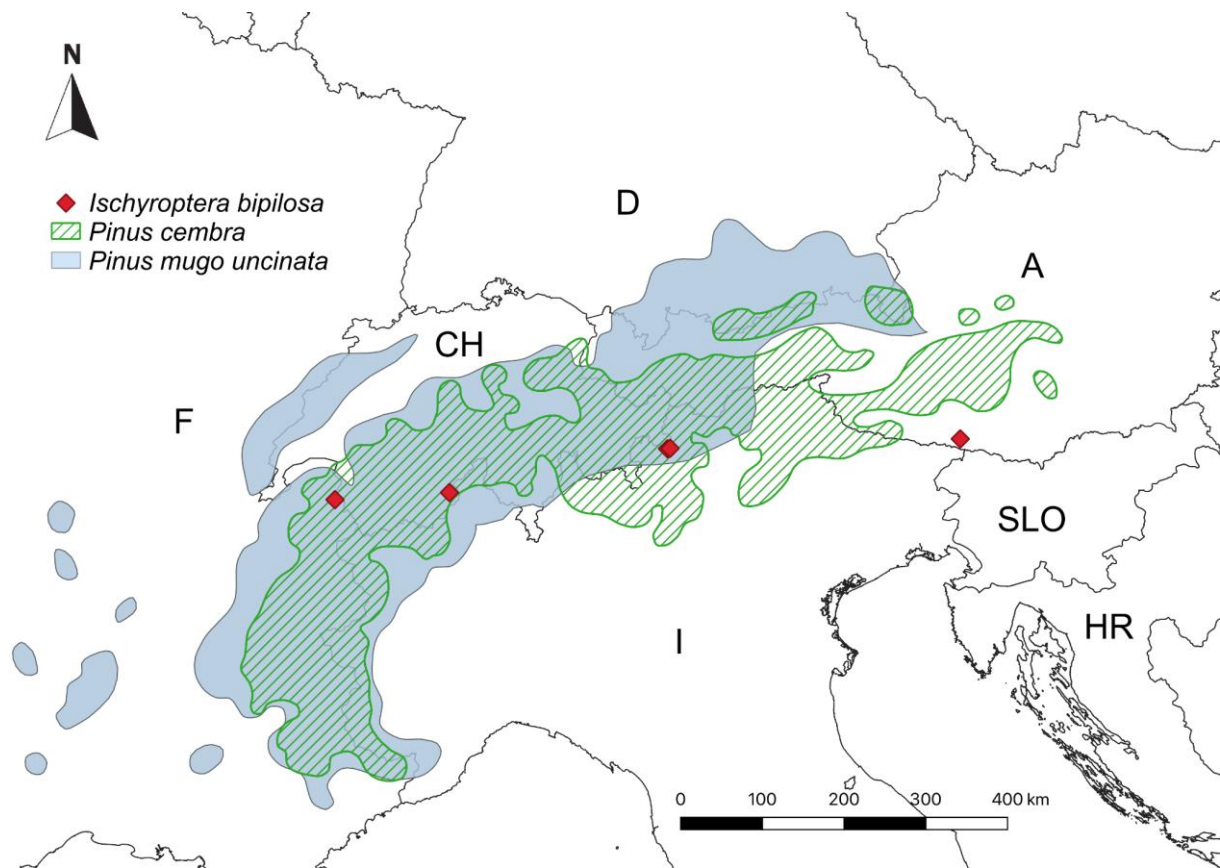 N
Ischyroptera bipilosa
Pinus cembra
Pinus mugo uncinata
D
A
CH
F
SLO
HR
I
0 100 200 300 400 km